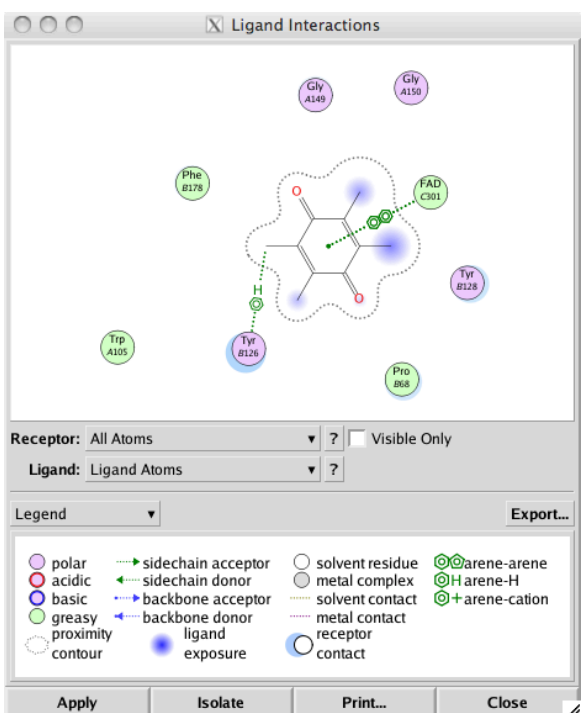 X Ligand Interactions
Gly
A149
Gly
A150
Phe
B178
FAD
C301
O
Tyr
B128
H
O
Trp
A105
Tyr
B126
Pro
B68
Receptor: All Atoms ? Visible Only
Ligand: Ligand Atoms ?
Legend Export...
polar sidechain acceptor solvent residue arene-arene
acidic sidechain donor metal complex H arene-H
basic backbone acceptor solvent contact + arene-cation
greasy backbone donor metal contact
proximity contour ligand exposure receptor contact
Apply Isolate Print... Close